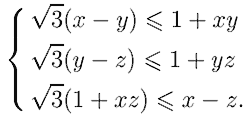 √3(x − y) ⩽ 1 + xy
√3(y − z) ⩽ 1 + yz
√3(1 + xz) ⩽ x − z.